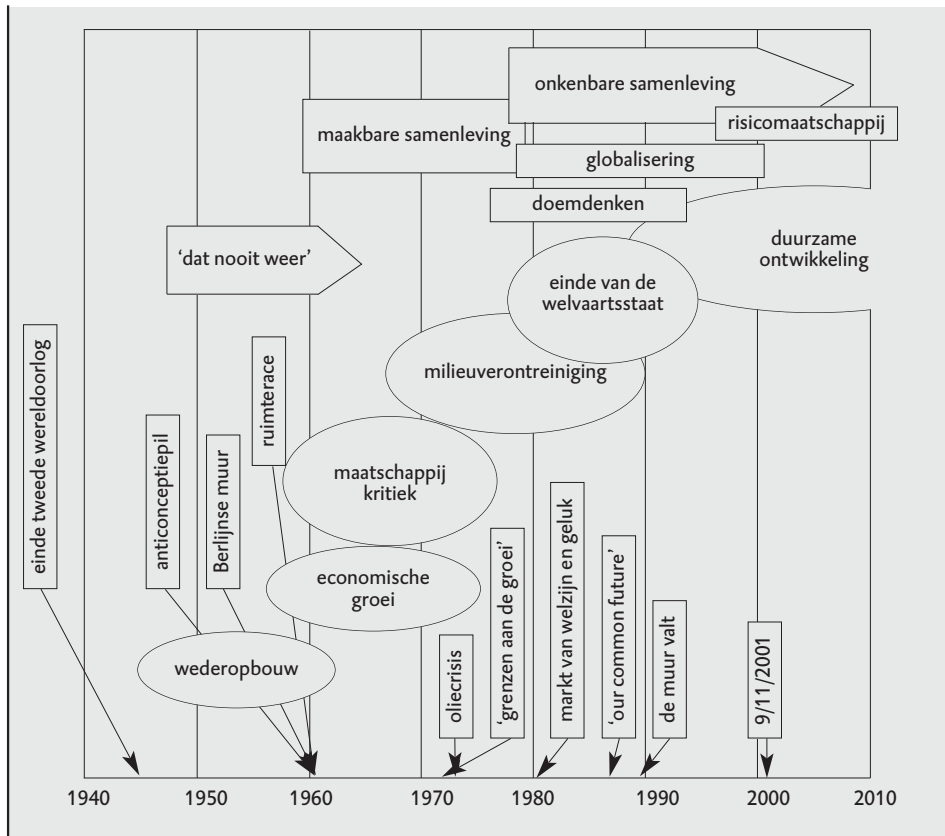 onkenbare samenleving
risicomaatschappij
maakbare samenleving
globalisering
doemdenken
duurzame
ontwikkeling
‘dat nooit weer’
einde van de
welvaartsstaat
milieuverontreiniging
einde tweede wereldoorlog
anticonceptiepil
Berlijnse muur
ruimterace
maatschappij
kritiek
economische
groei
wederopbouw
oliecrisis
‘grenzen aan de groei’
markt van welzijn en geluk
‘our common future’
de muur valt
9/11/2001
1940 1950 1960 1970 1980 1990 2000 2010